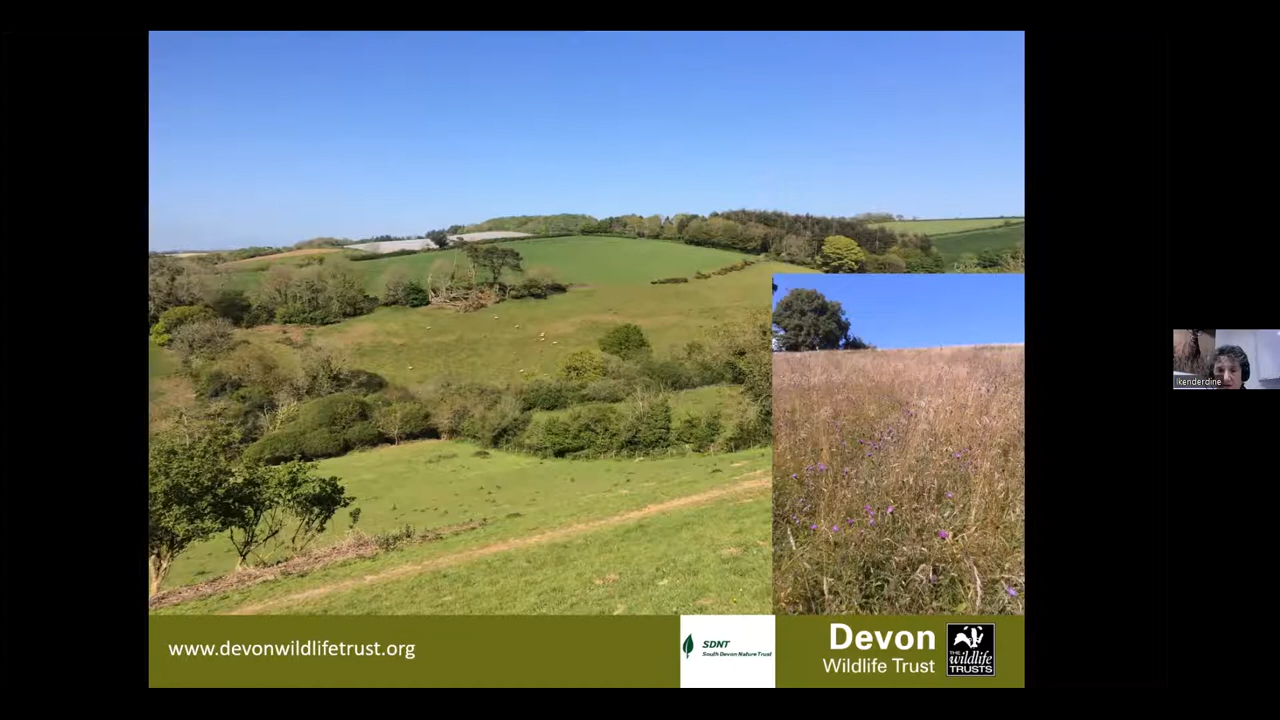 lkenderdine
www.devonwildlifetrust.org
SDNT
South Devon Nature Trust
Devon
Wildlife Trust
THE
wildlife
TRUSTS